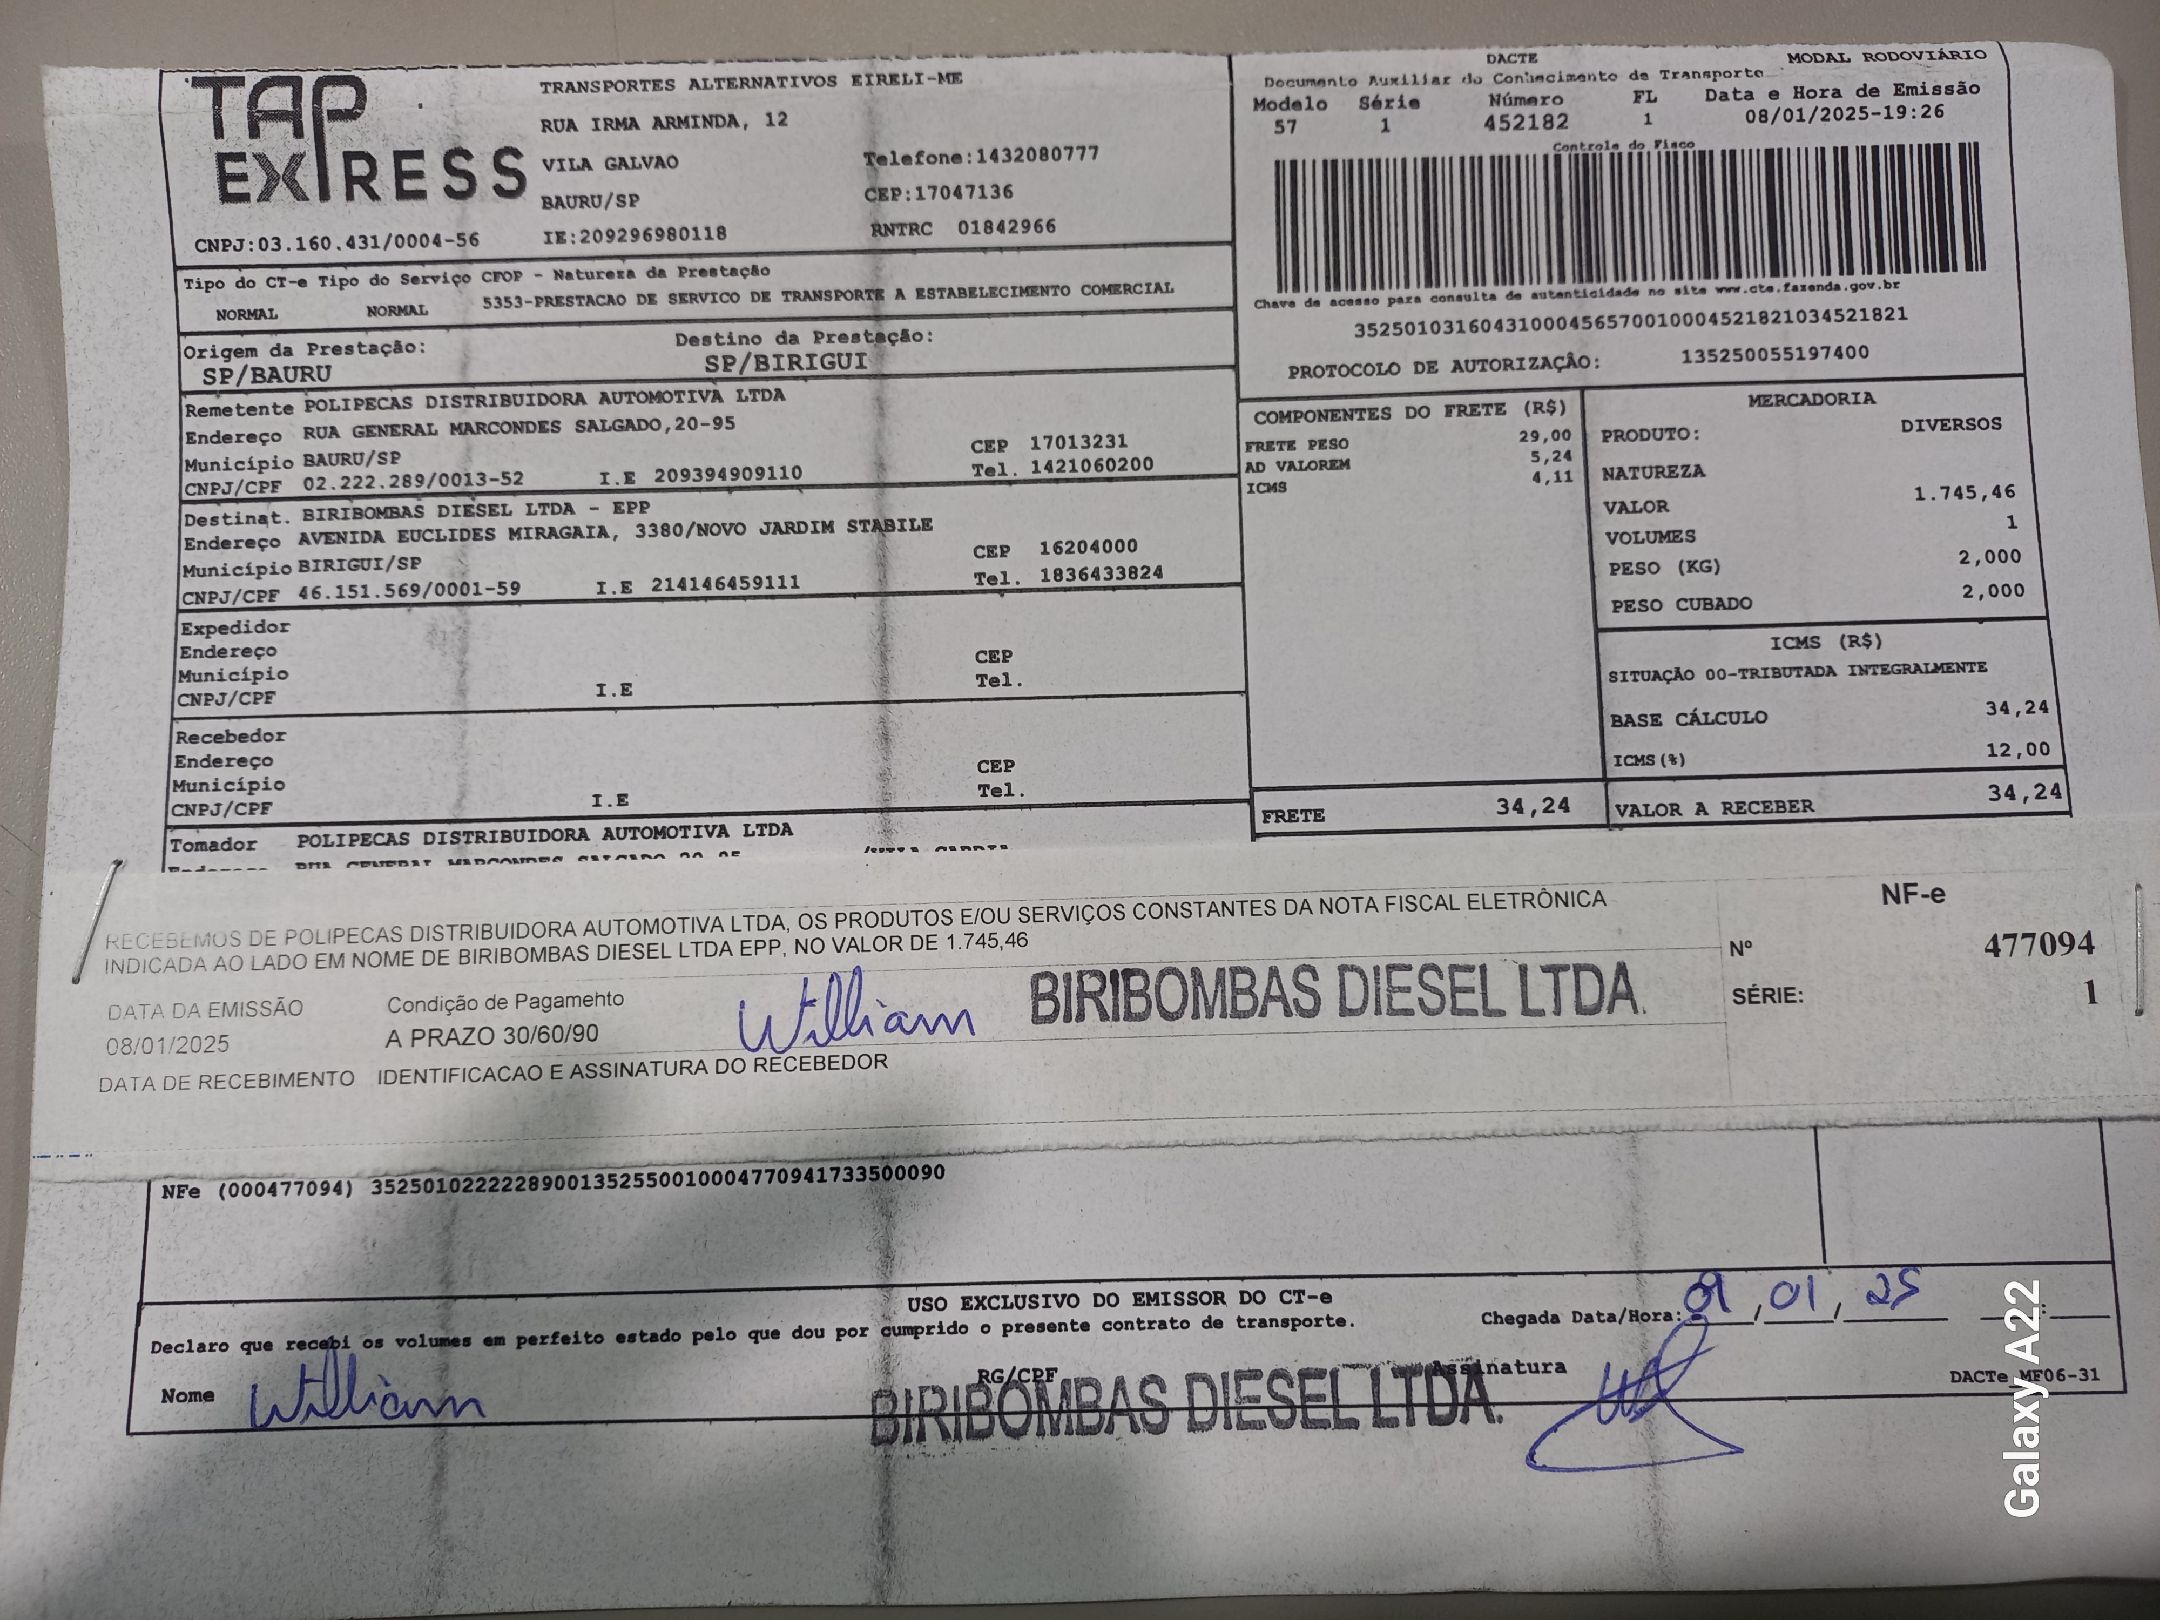 TAP EXPRESS
TRANSPORTES ALTERNATIVOS EIRELI-ME
RUA IRMA ARMINDA, 12
VILA GALVAO Telefone:1432080777
BAURU/SP CEP:17047136
CNPJ:03.160.431/0004-56 IE:209296980118 RNTRC 01842966
DACTE MODAL RODOVIÁRIO
Documento Auxiliar do Conhecimento de Transporte
Modelo Série Número FL Data e Hora de Emissão
57 1 452182 1 08/01/2025-19:26
Controle do Fisco
Chave de acesso para consulta de autenticidade no site www.cte.fazenda.gov.br
35250103160431000456570010004521821034521821
PROTOCOLO DE AUTORIZAÇÂO: 135250055197400
Tipo do CT-e Tipo do Serviço CFOP - Natureza da Prestação
NORMAL NORMAL 5353-PRESTACAO DE SERVICO DE TRANSPORTE A ESTABELECIMENTO COMERCIAL
Origem da Prestação: Destino da Prestação:
SP/BAURU SP/BIRIGUI
Remetente POLIPECAS DISTRIBUIDORA AUTOMOTIVA LTDA
Endereço RUA GENERAL MARCONDES SALGADO,20-95
Município BAURU/SP CEP 17013231
CNPJ/CPF 02.222.289/0013-52 I.E 209394909110 Tel. 1421060200
Destinat. BIRIBOMBAS DIESEL LTDA - EPP
Endereço AVENIDA EUCLIDES MIRAGAIA, 3380/NOVO JARDIM STABILE
Município BIRIGUI/SP CEP 16204000
CNPJ/CPF 46.151.569/0001-59 I.E 214146459111 Tel. 1836433824
Expedidor
Endereço
Município CEP
CNPJ/CPF I.E Tel.
Recebedor
Endereço
Município CEP
CNPJ/CPF I.E Tel.
Tomador POLIPECAS DISTRIBUIDORA AUTOMOTIVA LTDA
COMPONENTES DO FRETE (R$)
FRETE PESO 29,00
AD VALOREM 5,24
ICMS 4,11
FRETE 34,24
MERCADORIA
PRODUTO: DIVERSOS
NATUREZA
VALOR 1.745,46
VOLUMES 1
PESO (KG) 2,000
PESO CUBADO 2,000
ICMS (R$)
SITUAÇÃO 00-TRIBUTADA INTEGRALMENTE
BASE CÁLCULO 34,24
ICMS(%) 12,00
VALOR A RECEBER 34,24
RECEBEMOS DE POLIPECAS DISTRIBUIDORA AUTOMOTIVA LTDA, OS PRODUTOS E/OU SERVIÇOS CONSTANTES DA NOTA FISCAL ELETRÔNICA
INDICADA AO LADO EM NOME DE BIRIBOMBAS DIESEL LTDA EPP, NO VALOR DE 1.745,46
DATA DA EMISSÃO Condição de Pagamento
08/01/2025 A PRAZO 30/60/90
William BIRIBOMBAS DIESEL LTDA.
DATA DE RECEBIMENTO IDENTIFICACAO E ASSINATURA DO RECEBEDOR
NF-e
Nº 477094
SÉRIE: 1
NFe (000477094) 35250102222289001352550010004770941733500090
USO EXCLUSIVO DO EMISSOR DO CT-e
Declaro que recebi os volumes em perfeito estado pelo que dou por cumprido o presente contrato de transporte.
Chegada Data/Hora: 09/01/25 :
Nome William RG/CPF Assinatura
BIRIBOMBAS DIESEL LTDA.
DACTe MF06-31
Galaxy A22